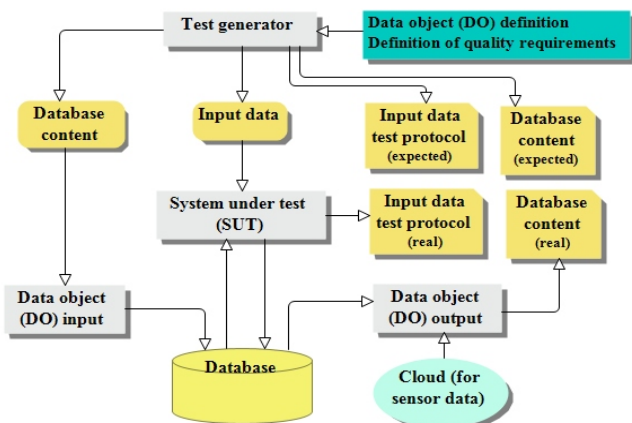 Test generator
Data object (DO) definition
Definition of quality requirements
Database
content
Input data
Input data
test protocol
(expected)
Database
content
(expected)
System under test
(SUT)
Input data
test protocol
(real)
Database
content
(real)
Data object
(DO) input
Data object
(DO) output
Database
Cloud (for
sensor data)